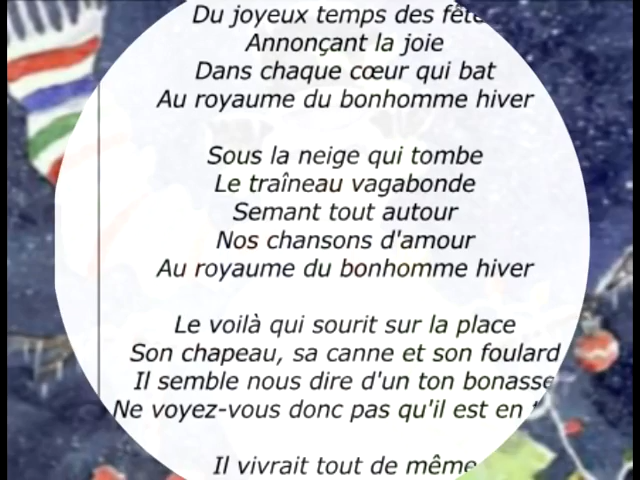 Du joyeux temps des fête
Annonçant la joie
Dans chaque cœur qui bat
Au royaume du bonhomme hiver
Sous la neige qui tombe
Le traîneau vagabonde
Semant tout autour
Nos chansons d'amour
Au royaume du bonhomme hiver
Le voilà qui sourit sur la place
Son chapeau, sa canne et son foulard
Il semble nous dire d'un ton bonasse
Ne voyez-vous donc pas qu'il est en
Il vivrait tout de même